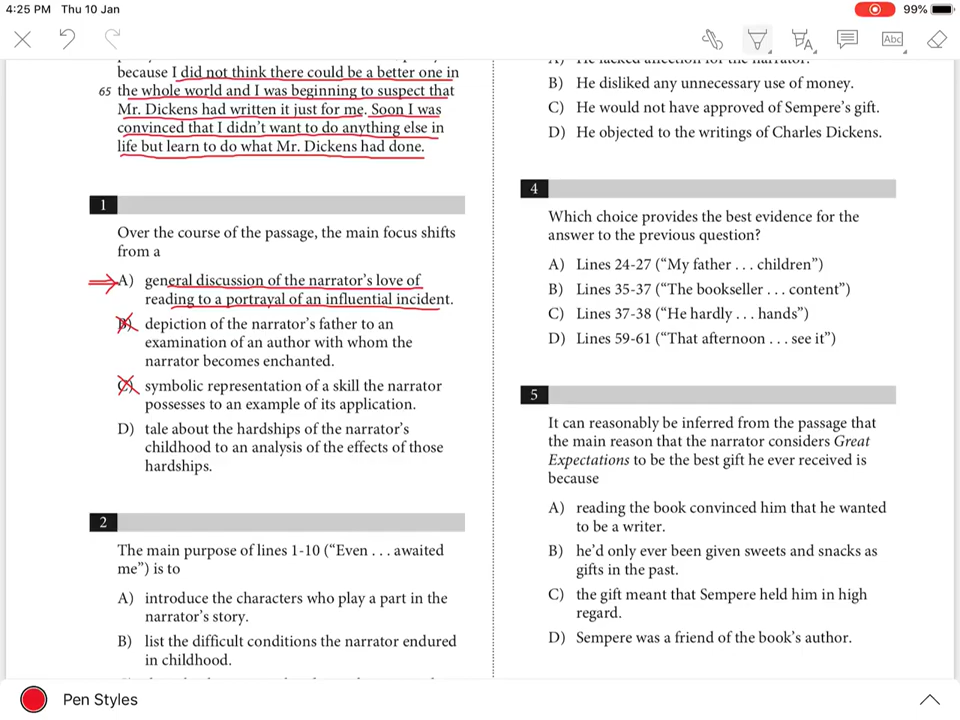 4:25 PM Thu 10 Jan
99%
Abc
because I did not think there could be a better one in
65 the whole world and I was beginning to suspect that
Mr. Dickens had written it just for me. Soon I was
convinced that I didn’t want to do anything else in
life but learn to do what Mr. Dickens had done.
1
Over the course of the passage, the main focus shifts
from a
A) general discussion of the narrator’s love of
reading to a portrayal of an influential incident.
B) depiction of the narrator’s father to an
examination of an author with whom the
narrator becomes enchanted.
C) symbolic representation of a skill the narrator
possesses to an example of its application.
D) tale about the hardships of the narrator’s
childhood to an analysis of the effects of those
hardships.
2
The main purpose of lines 1-10 (“Even . . . awaited
me”) is to
A) introduce the characters who play a part in the
narrator’s story.
B) list the difficult conditions the narrator endured
in childhood.
A) He lacked affection for the narrator.
B) He disliked any unnecessary use of money.
C) He would not have approved of Sempere’s gift.
D) He objected to the writings of Charles Dickens.
4
Which choice provides the best evidence for the
answer to the previous question?
A) Lines 24-27 (“My father . . . children”)
B) Lines 35-37 (“The bookseller . . . content”)
C) Lines 37-38 (“He hardly . . . hands”)
D) Lines 59-61 (“That afternoon . . . see it”)
5
It can reasonably be inferred from the passage that
the main reason that the narrator considers Great
Expectations to be the best gift he ever received is
because
A) reading the book convinced him that he wanted
to be a writer.
B) he’d only ever been given sweets and snacks as
gifts in the past.
C) the gift meant that Sempere held him in high
regard.
D) Sempere was a friend of the book’s author.
Pen Styles